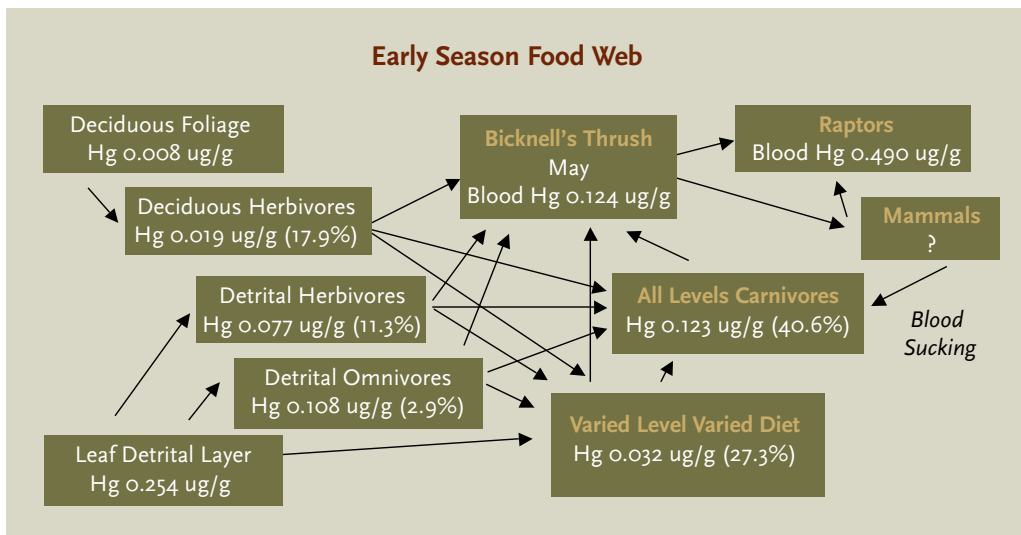 Early Season Food Web
Deciduous Foliage
Hg 0.008 ug/g
Deciduous Herbivores
Hg 0.019 ug/g (17.9%)
Detrital Herbivores
Hg 0.077 ug/g (11.3%)
Detrital Omnivores
Hg 0.108 ug/g (2.9%)
Leaf Detrital Layer
Hg 0.254 ug/g
Bicknell's Thrush
May
Blood Hg 0.124 ug/g
Raptors
Blood Hg 0.490 ug/g
Mammals
?
All Levels Carnivores
Hg 0.123 ug/g (40.6%)
Blood
Sucking
Varied Level Varied Diet
Hg 0.032 ug/g (27.3%)